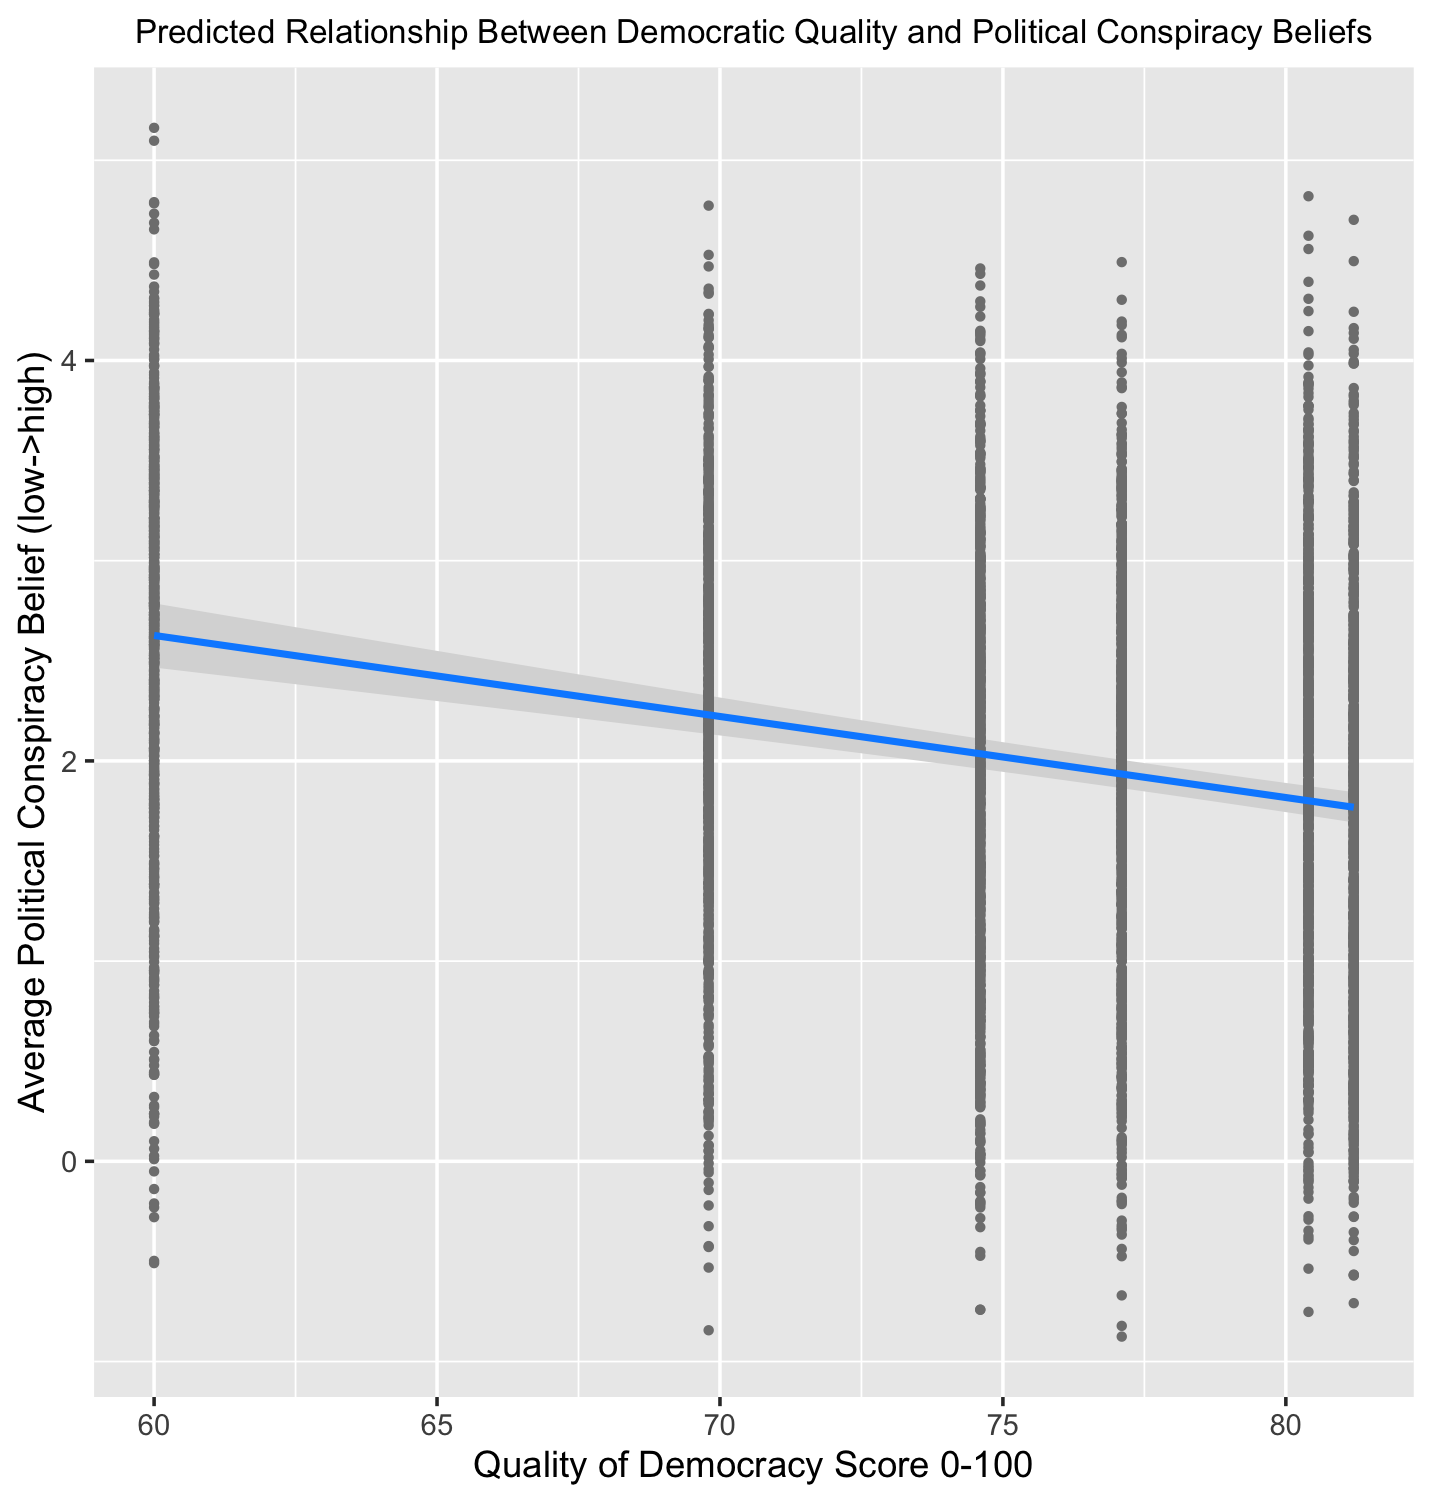 Predicted Relationship Between Democratic Quality and Political Conspiracy Beliefs
Average Political Conspiracy Belief (low->high)
4
2
0
60
65
70
75
80
Quality of Democracy Score 0-100